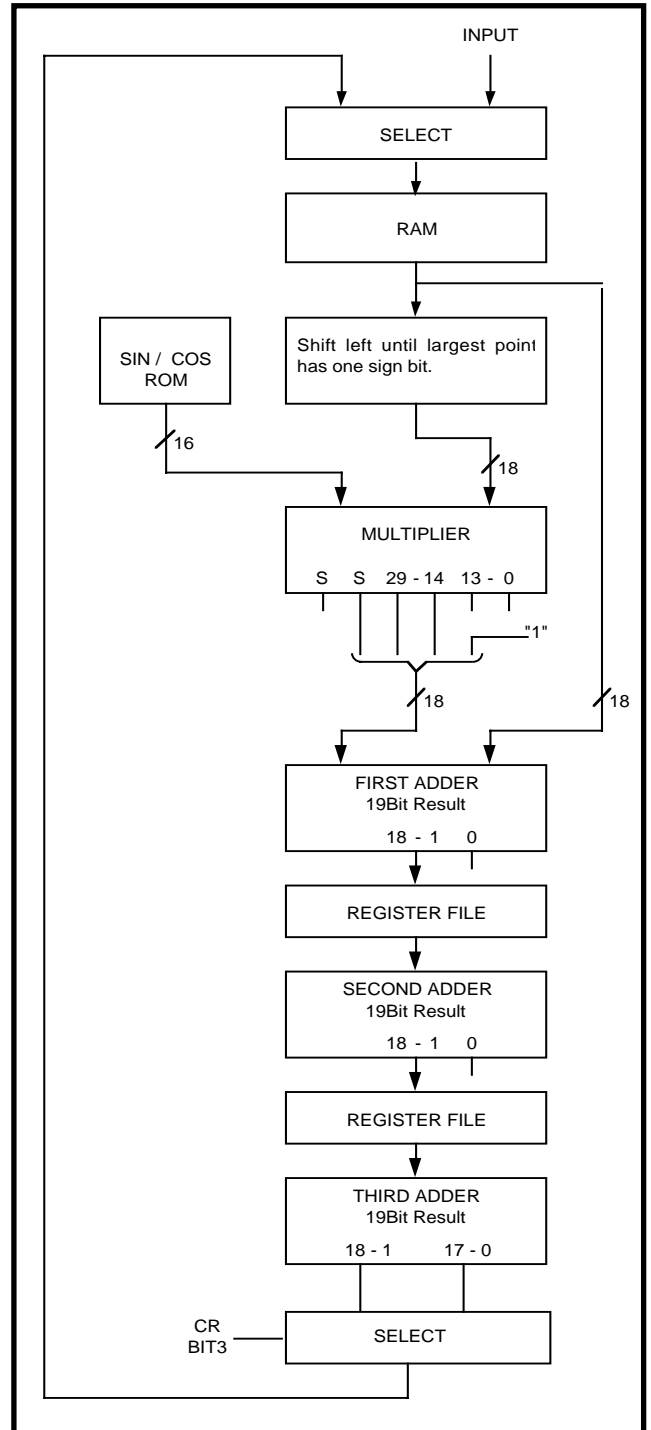 INPUT
SELECT
RAM
SIN / COS
ROM
Shift left until largest point
has one sign bit.
16
18
MULTIPLIER
S S 29 - 14 13 - 0
"1"
18
18
FIRST ADDER
19Bit Result
18 - 1 0
REGISTER FILE
SECOND ADDER
19Bit Result
18 - 1 0
REGISTER FILE
THIRD ADDER
19Bit Result
18 - 1 17 - 0
CR
BIT3
SELECT